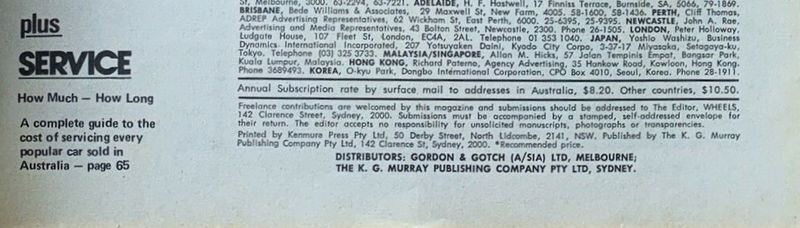 plus
SERVICE
How Much — How Long
A complete guide to the
cost of servicing every
popular car sold in
Australia — page 65
St, Melbourne, 3000. 63-2294, 63-7221. ADELAIDE, H. F. Hastwell, 17 Finniss Terrace, Burnside, SA, 5066, 79-1869.
BRISBANE, Bede Williams & Associates, 29 Maxwell St, New Farm, 4005. 58-1600, 58-1436. PERTH, Cliff Thomas,
ADREP Advertising Representatives, 62 Wickham St, East Perth, 6000. 25-6395, 25-9395. NEWCASTLE, John A. Rae,
Advertising and Media Representatives, 43 Bolton Street, Newcastle, 2300. Phone 26-1505. LONDON, Peter Holloway,
Ludgate House, 107 Fleet St, London, EC4A, 2AL. Telephone 01 353 1040. JAPAN, Yoshio Washizu, Business
Dynamics International Incorporated, 207 Yotsuyaken Daini, Kyodo City Corpo, 3-37-17 Miyasaka, Setagaya-ku,
Tokyo. Telephone (03) 325 3733. MALAYSIA/SINGAPORE, Allan M. Hicks, 57 Jalan Tempinis Empat, Bangsar Park,
Kuala Lumpur, Malaysia. HONG KONG, Richard Paterno, Agency Advertising, 35 Hankow Road, Kowloon, Hong Kong.
Phone 3689493. KOREA, O-kyu Park, Dongbo International Corporation, CPO Box 4010, Seoul, Korea. Phone 28-1911.
Annual Subscription rate by surface mail to addresses in Australia, $8.20. Other countries, $10.50.
Freelance contributions are welcomed by this magazine and submissions should be addressed to The Editor, WHEELS,
142 Clarence Street, Sydney, 2000. Submissions must be accompanied by a stamped, self-addressed envelope for
their return. The editor accepts no responsibility for unsolicited manuscripts, photographs or transparencies.
Printed by Kenmure Press Pty Ltd, 50 Derby Street, North Lidcombe, 2141, NSW. Published by The K. G. Murray
Publishing Company Pty Ltd, 142 Clarence St, Sydney, 2000. *Recommended price.
DISTRIBUTORS: GORDON & GOTCH (A/SIA) LTD, MELBOURNE;
THE K. G. MURRAY PUBLISHING COMPANY PTY LTD, SYDNEY.